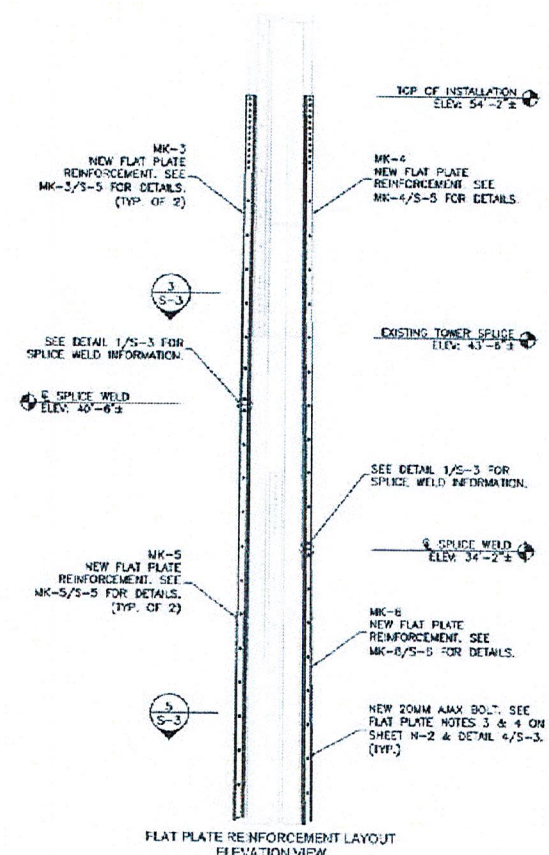 TOP OF INSTALLATION
ELEV: 54'-2"±
MK-3
NEW FLAT PLATE
REINFORCEMENT. SEE
MK-3/S-5 FOR DETAILS.
(TYP. OF 2)
MK-4
NEW FLAT PLATE
REINFORCEMENT. SEE
MK-4/S-5 FOR DETAILS.
3
S-3
EXISTING TOWER SPLICE
ELEV: 43'-6"±
SEE DETAIL 1/S-3 FOR
SPLICE WELD INFORMATION.
℄ SPLICE WELD
ELEV: 40'-6"±
SEE DETAIL 1/S-3 FOR
SPLICE WELD INFORMATION.
℄ SPLICE WELD
ELEV: 34'-2"±
MK-5
NEW FLAT PLATE
REINFORCEMENT. SEE
MK-5/S-5 FOR DETAILS.
(TYP. OF 2)
NEW FLAT PLATE
REINFORCEMENT. SEE
FOR DETAILS.
5
S-3
NEW 20MM AJAX BOLT. SEE
FLAT PLATE NOTES 3 & 4 ON
SHEET N-2 & DETAIL 4/S-3.
(TYP.)
FLAT PLATE REINFORCEMENT LAYOUT
ELEVATION VIEW